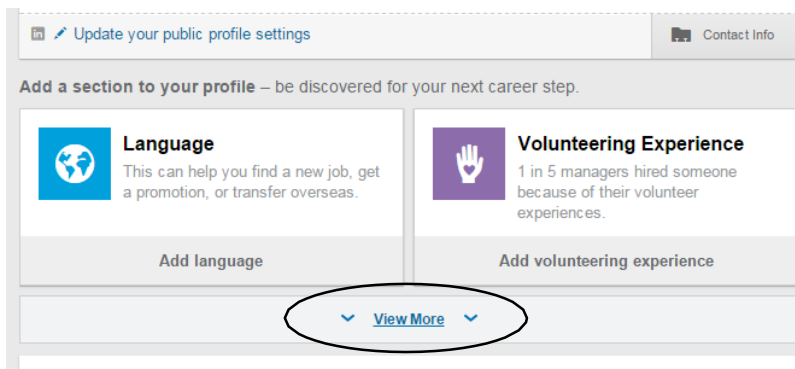 in Update your public profile settings
Contact Info
Add a section to your profile – be discovered for your next career step.
Language
This can help you find a new job, get
a promotion, or transfer overseas.
Add language
Volunteering Experience
1 in 5 managers hired someone
because of their volunteer
experiences.
Add volunteering experience
View More